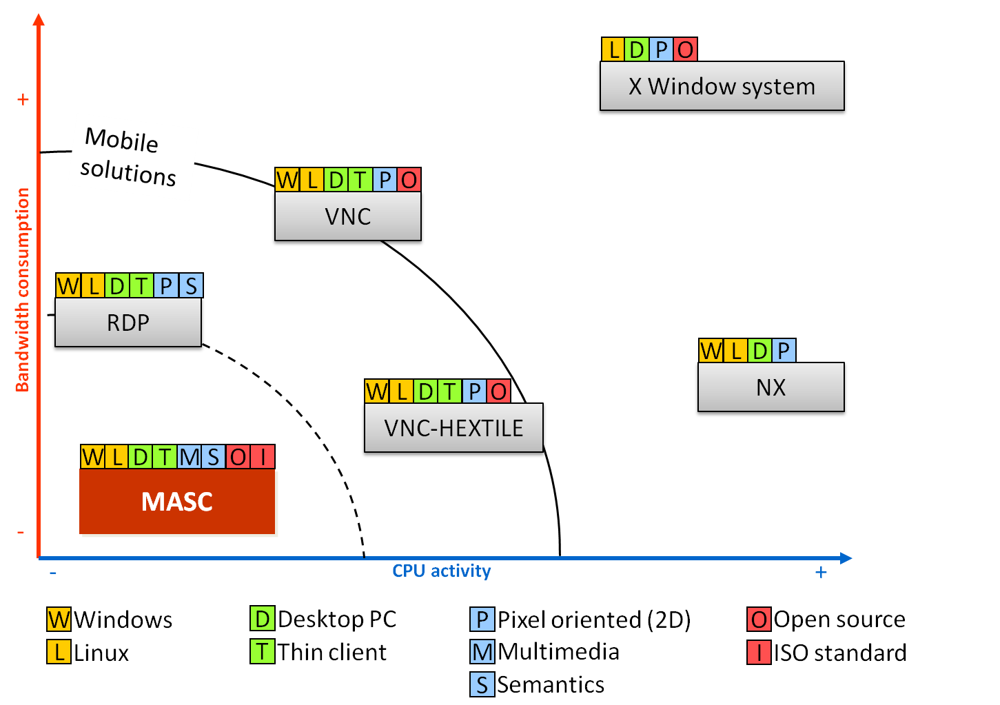 L D P O
X Window system
+
Mobile
solutions
W L D T P O
VNC
Bandwidth consumption
W L D T P S
RDP
W L D P
NX
W L D T P O
VNC-HEXTILE
W L D T M S O I
MASC
-
-
CPU activity
+
W Windows
D Desktop PC
P Pixel oriented (2D)
O Open source
L Linux
T Thin client
M Multimedia
I ISO standard
S Semantics